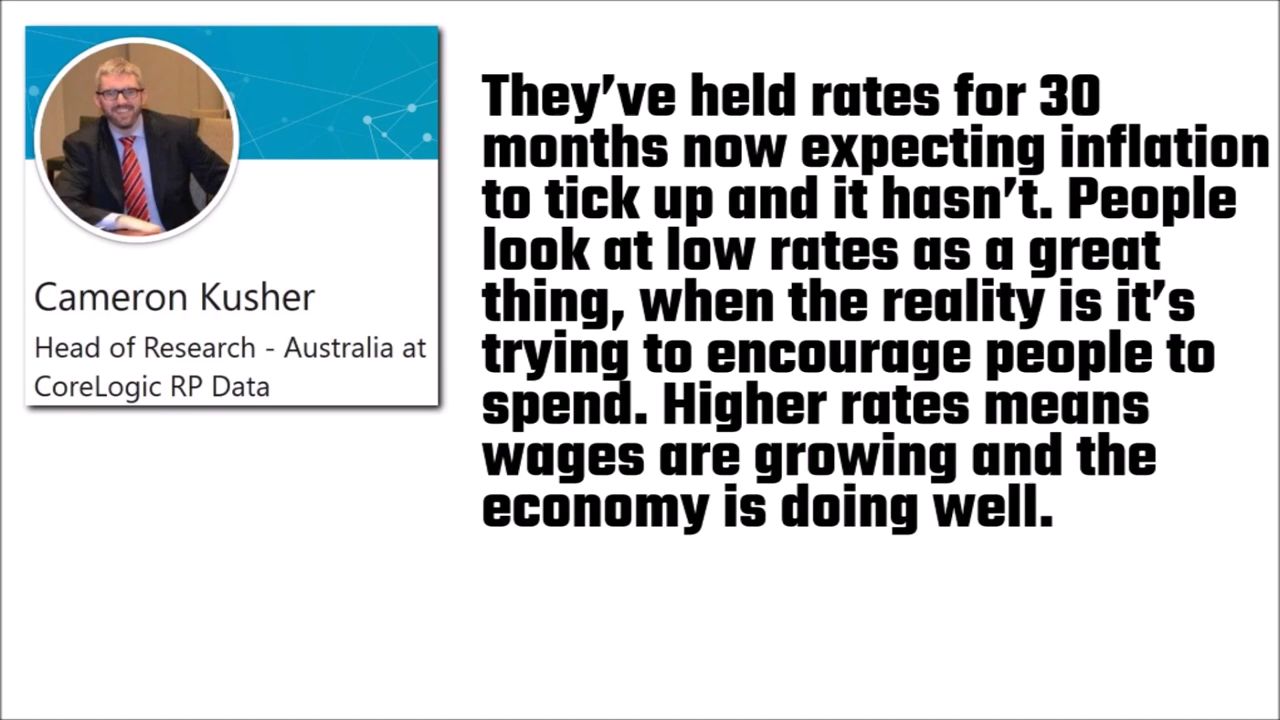 Cameron Kusher
Head of Research - Australia at
CoreLogic RP Data
They’ve held rates for 30
months now expecting inflation
to tick up and it hasn’t. People
look at low rates as a great
thing, when the reality is it’s
trying to encourage people to
spend. Higher rates means
wages are growing and the
economy is doing well.